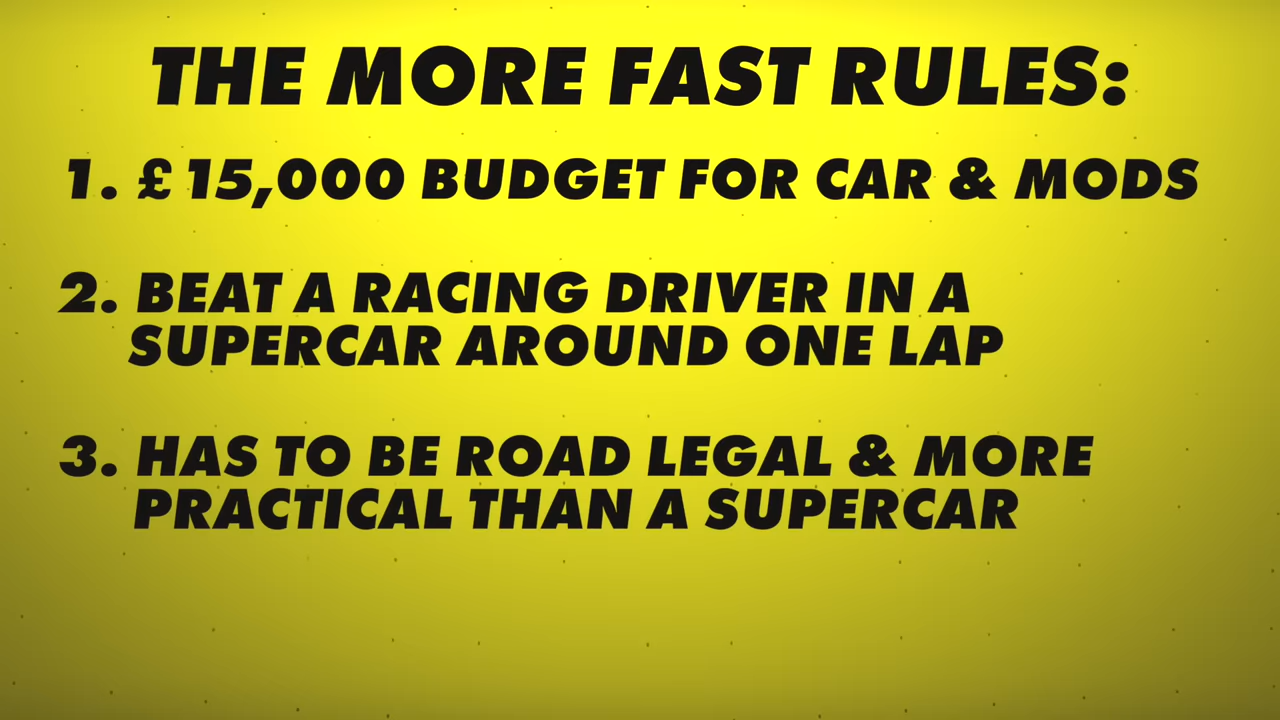 THE MORE FAST RULES:
1. £15,000 BUDGET FOR CAR & MODS
2. BEAT A RACING DRIVER IN A
SUPERCAR AROUND ONE LAP
3. HAS TO BE ROAD LEGAL & MORE
PRACTICAL THAN A SUPERCAR